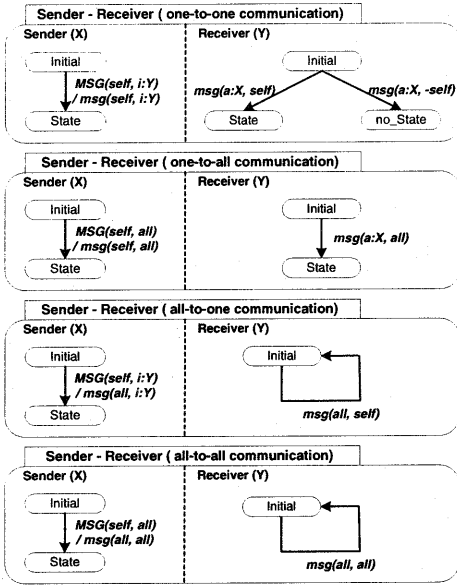 Sender - Receiver ( one-to-one communication)
Sender (X)
Receiver (Y)
Initial
MSG(self, i:Y)
/ msg(self, i:Y)
State
Initial
msg(a:X, self)
msg(a:X, -self)
State
no_State
Sender - Receiver ( one-to-all communication)
Sender (X)
Receiver (Y)
Initial
MSG(self, all)
/ msg(self, all)
State
Initial
msg(a:X, all)
State
Sender - Receiver ( all-to-one communication)
Sender (X)
Receiver (Y)
Initial
MSG(self, i:Y)
/ msg(all, i:Y)
State
Initial
msg(all, self)
Sender - Receiver ( all-to-all communication)
Sender (X)
Receiver (Y)
Initial
MSG(self, all)
/ msg(all, all)
State
Initial
msg(all, all)